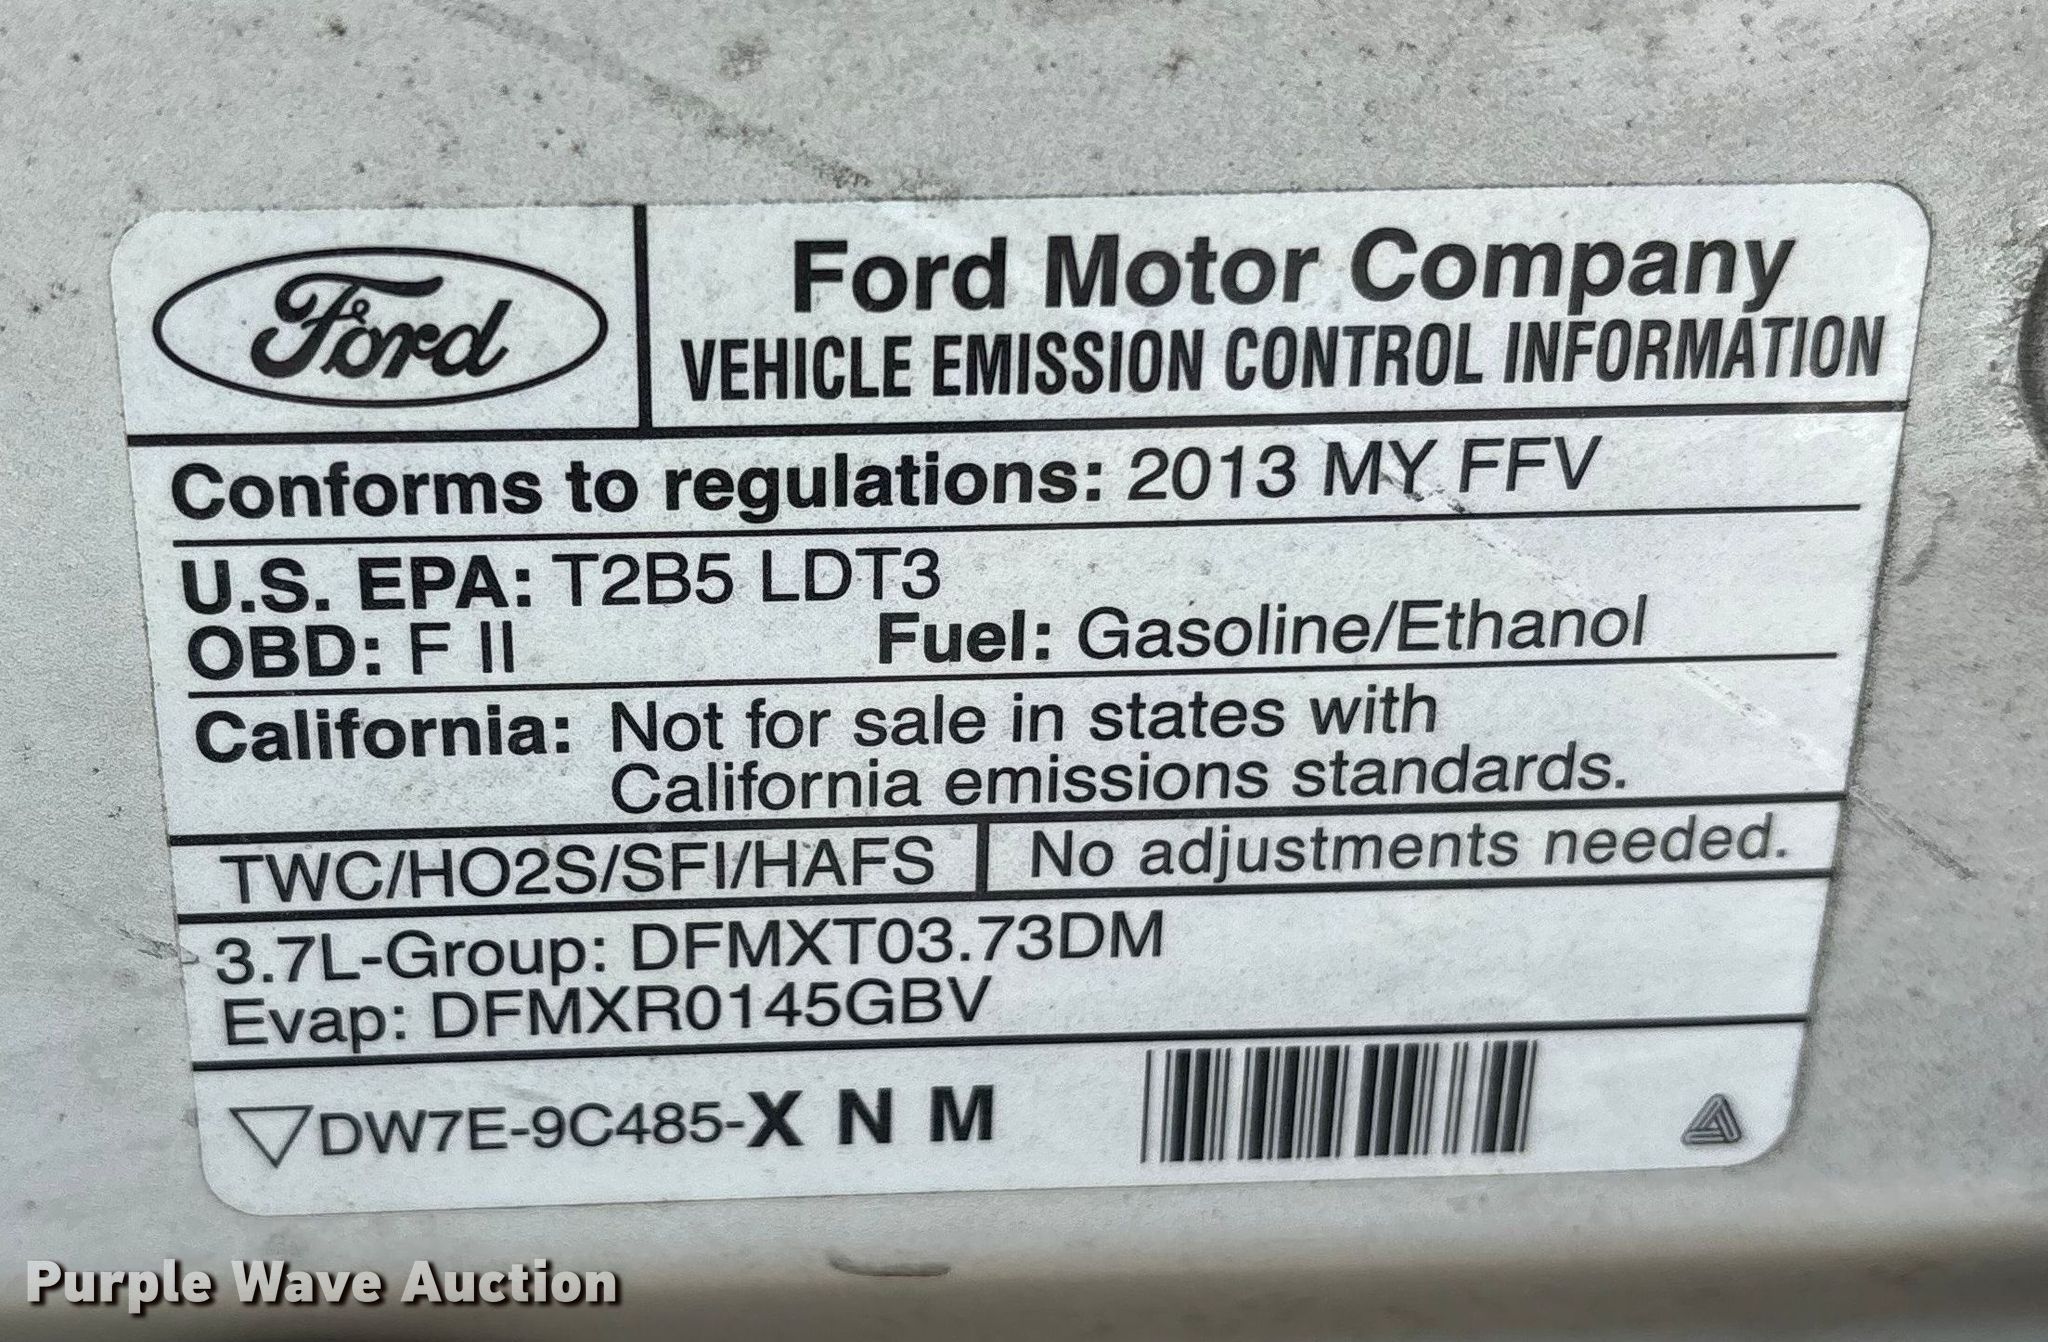 Ford
Ford Motor Company
VEHICLE EMISSION CONTROL INFORMATION
Conforms to regulations: 2013 MY FFV
U.S. EPA: T2B5 LDT3
OBD: F II Fuel: Gasoline/Ethanol
California: Not for sale in states with
California emissions standards.
TWC/HO2S/SFI/HAFS No adjustments needed.
3.7L-Group: DFMXT03.73DM
Evap: DFMXR0145GBV
DW7E-9C485-X N M
Purple Wave Auction